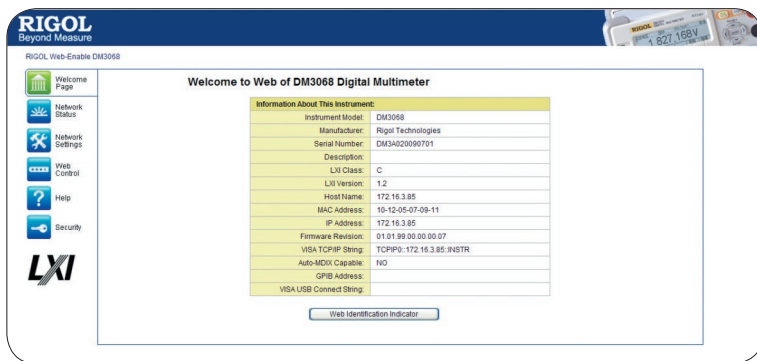 RIGOL
Beyond Measure
RIGOL
1.827,168V
RIGOL Web-Enable DM3068
Welcome Page
Network Status
Network Settings
Web Control
Help
Security
LXI
Welcome to Web of DM3068 Digital Multimeter
Information About This Instrument:
Instrument Model: DM3068
Manufacturer: Rigol Technologies
Serial Number: DM3A020090701
Description:
LXI Class: C
LXI Version: 1.2
Host Name: 172.16.3.85
MAC Address: 10-12-05-07-09-11
IP Address: 172.16.3.85
Firmware Revision: 01.01.99.00.00.00.07
VISA TCP/IP String: TCPIP0::172.16.3.85::INSTR
Auto-MDIX Capable: NO
GPIB Address:
VISA USB Connect String:
Web Identification Indicator